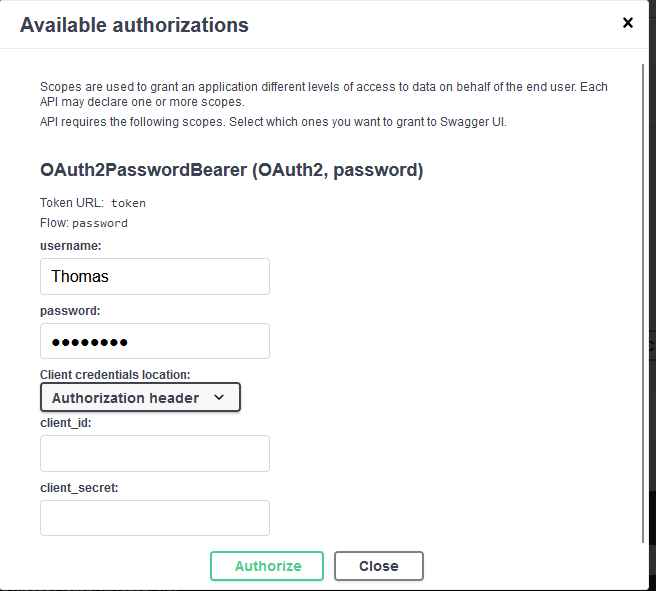 Available authorizations
Scopes are used to grant an application different levels of access to data on behalf of the end user. Each
API may declare one or more scopes.
API requires the following scopes. Select which ones you want to grant to Swagger UI.
OAuth2PasswordBearer (OAuth2, password)
Token URL: token
Flow: password
username:
Thomas
password:
••••••••
Client credentials location:
Authorization header
client_id:
client_secret:
Authorize Close